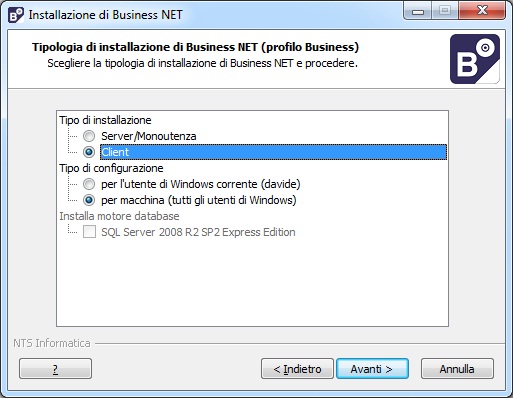 Installazione di Business NET
Tipologia di installazione di Business NET (profilo Business)
Scegliere la tipologia di installazione di Business NET e procedere.
B
Tipo di installazione
Server/Monoutenza
Client
Tipo di configurazione
per l'utente di Windows corrente (davide)
per macchina (tutti gli utenti di Windows)
Installa motore database
SQL Server 2008 R2 SP2 Express Edition
NTS Informatica
?
< Indietro
Avanti >
Annulla